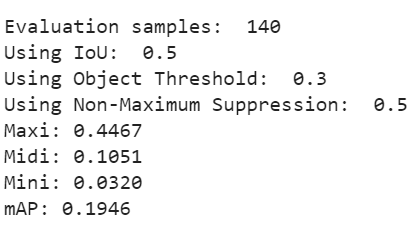 Evaluation samples:  140
Using IoU:  0.5
Using Object Threshold:  0.3
Using Non-Maximum Suppression:  0.5
Maxi: 0.4467
Midi: 0.1051
Mini: 0.0320
mAP: 0.1946